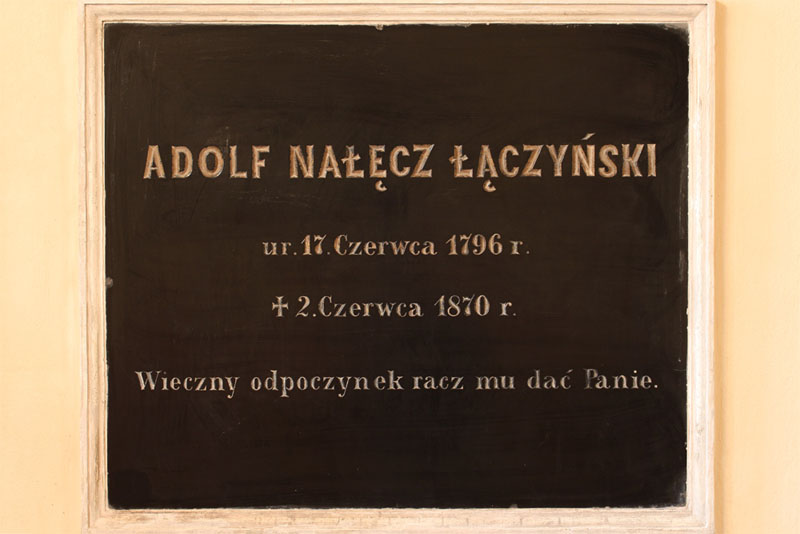 ADOLF NAŁĘCZ ŁĄCZYŃSKI
ur. 17. Czerwca 1796 r.
✝ 2. Czerwca 1870 r.
Wieczny odpoczynek racz mu dać Panie.